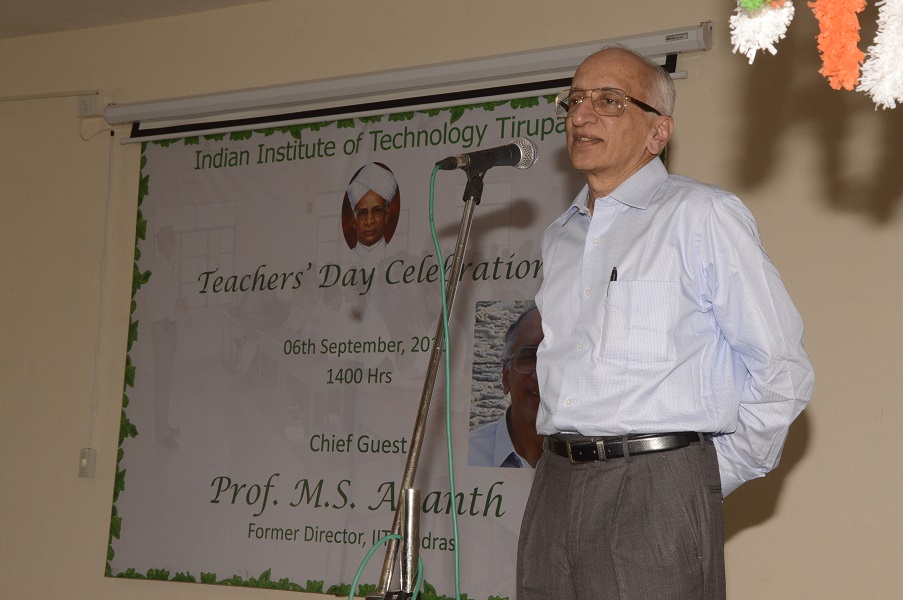 Indian Institute of Technology Tirupa
Teachers' Day Celebration
06th September, 201
1400 Hrs
Chief Guest
Prof. M.S. A anth
Former Director, IIT adras